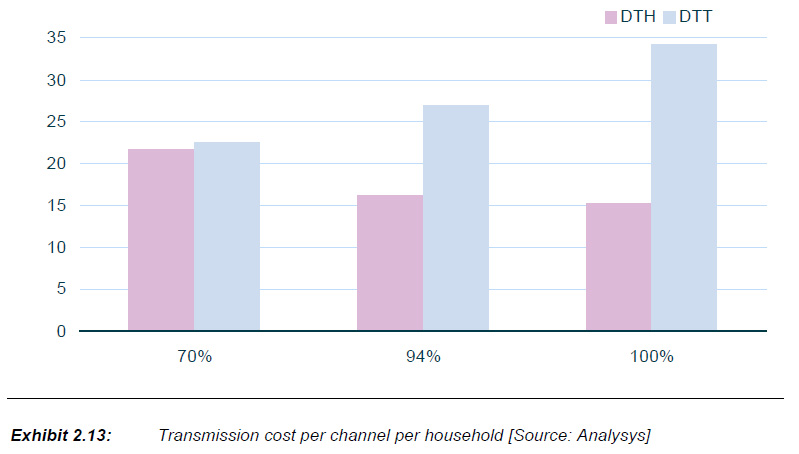 DTH DTT
35
30
25
20
15
10
5
0
70% 94% 100%
Exhibit 2.13: Transmission cost per channel per household [Source: Analysys]